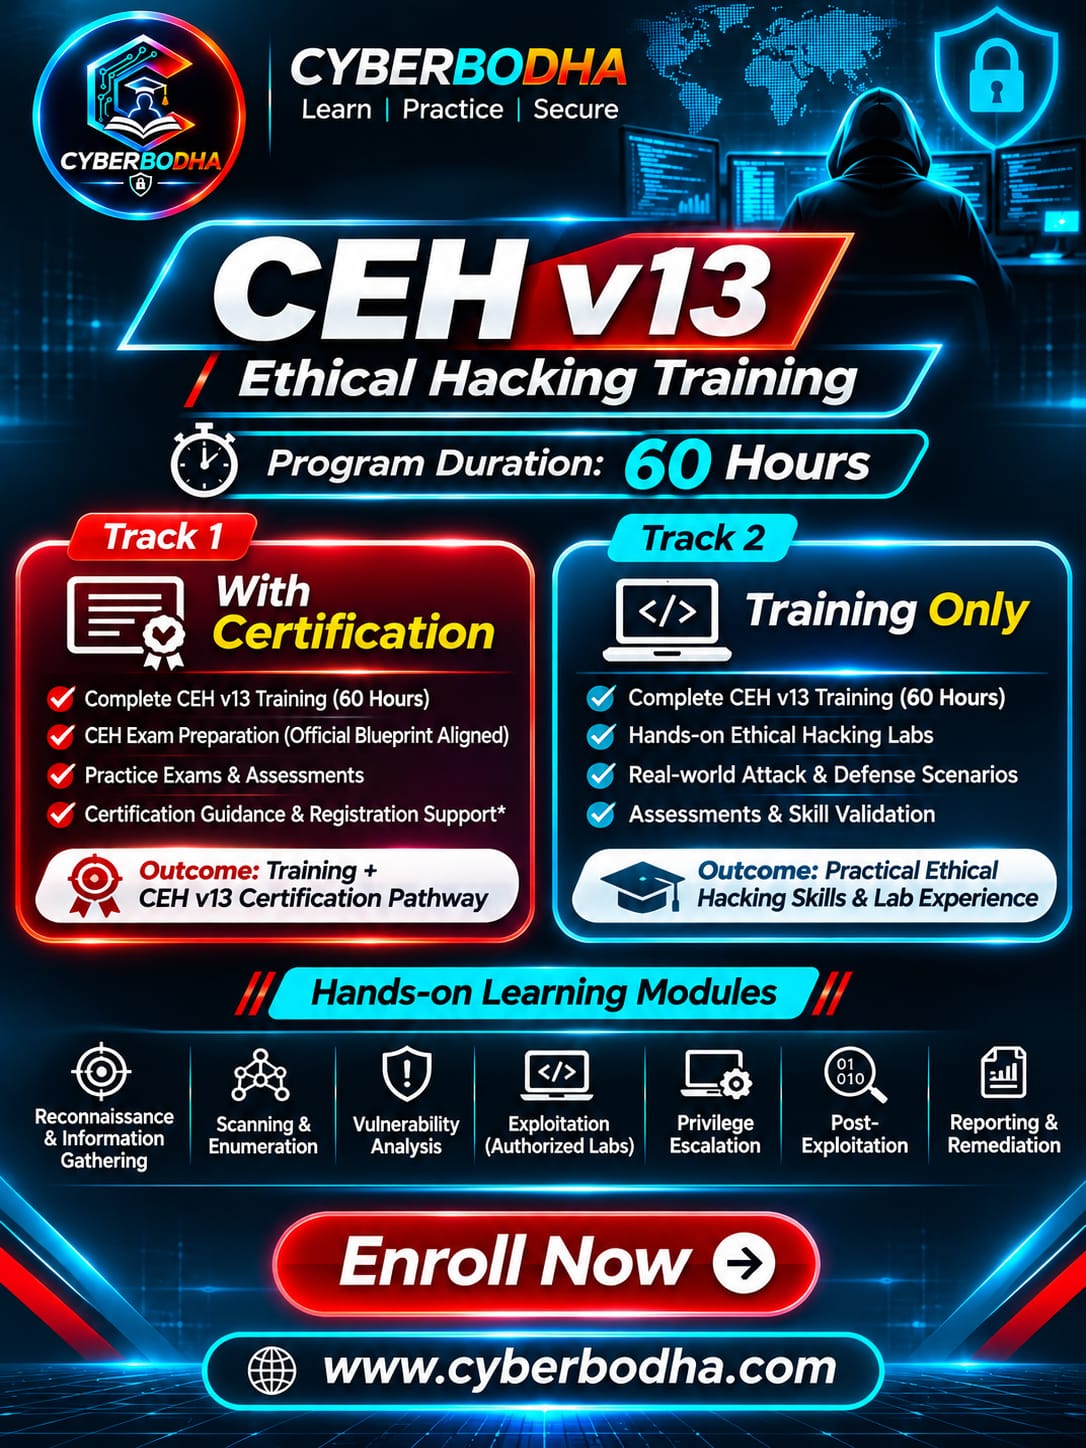 CYBERBODHA
CYBERBODHA
Learn | Practice | Secure
CEH v13
Ethical Hacking Training
Program Duration: 60 Hours
Track 1
With
Certification
Complete CEH v13 Training (60 Hours)
CEH Exam Preparation (Official Blueprint Aligned)
Practice Exams & Assessments
Certification Guidance & Registration Support*
Outcome: Training +
CEH v13 Certification Pathway
Track 2
</>
Training Only
Complete CEH v13 Training (60 Hours)
Hands-on Ethical Hacking Labs
Real-world Attack & Defense Scenarios
Assessments & Skill Validation
Outcome: Practical Ethical
Hacking Skills & Lab Experience
Hands-on Learning Modules
Reconnaissance
& Information
Gathering
Scanning &
Enumeration
Vulnerability
Analysis
</>
Exploitation
(Authorized Labs)
Privilege
Escalation
01
010
Post-
Exploitation
Reporting &
Remediation
Enroll Now
www.cyberbodha.com